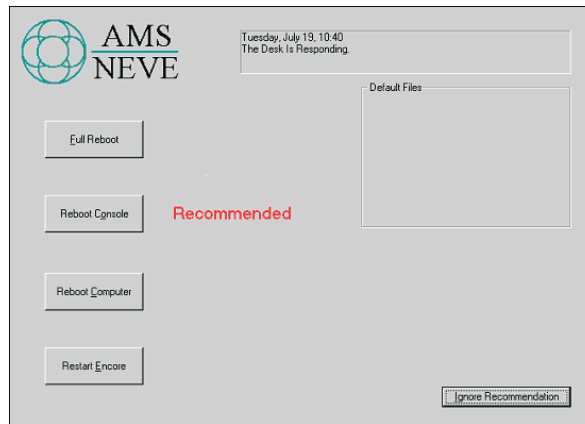 AMS
NEVE
Tuesday, July 19, 10:40
The Desk Is Responding.
Default Files
Full Reboot
Reboot Console
Recommended
Reboot Computer
Restart Encore
Ignore Recommendation